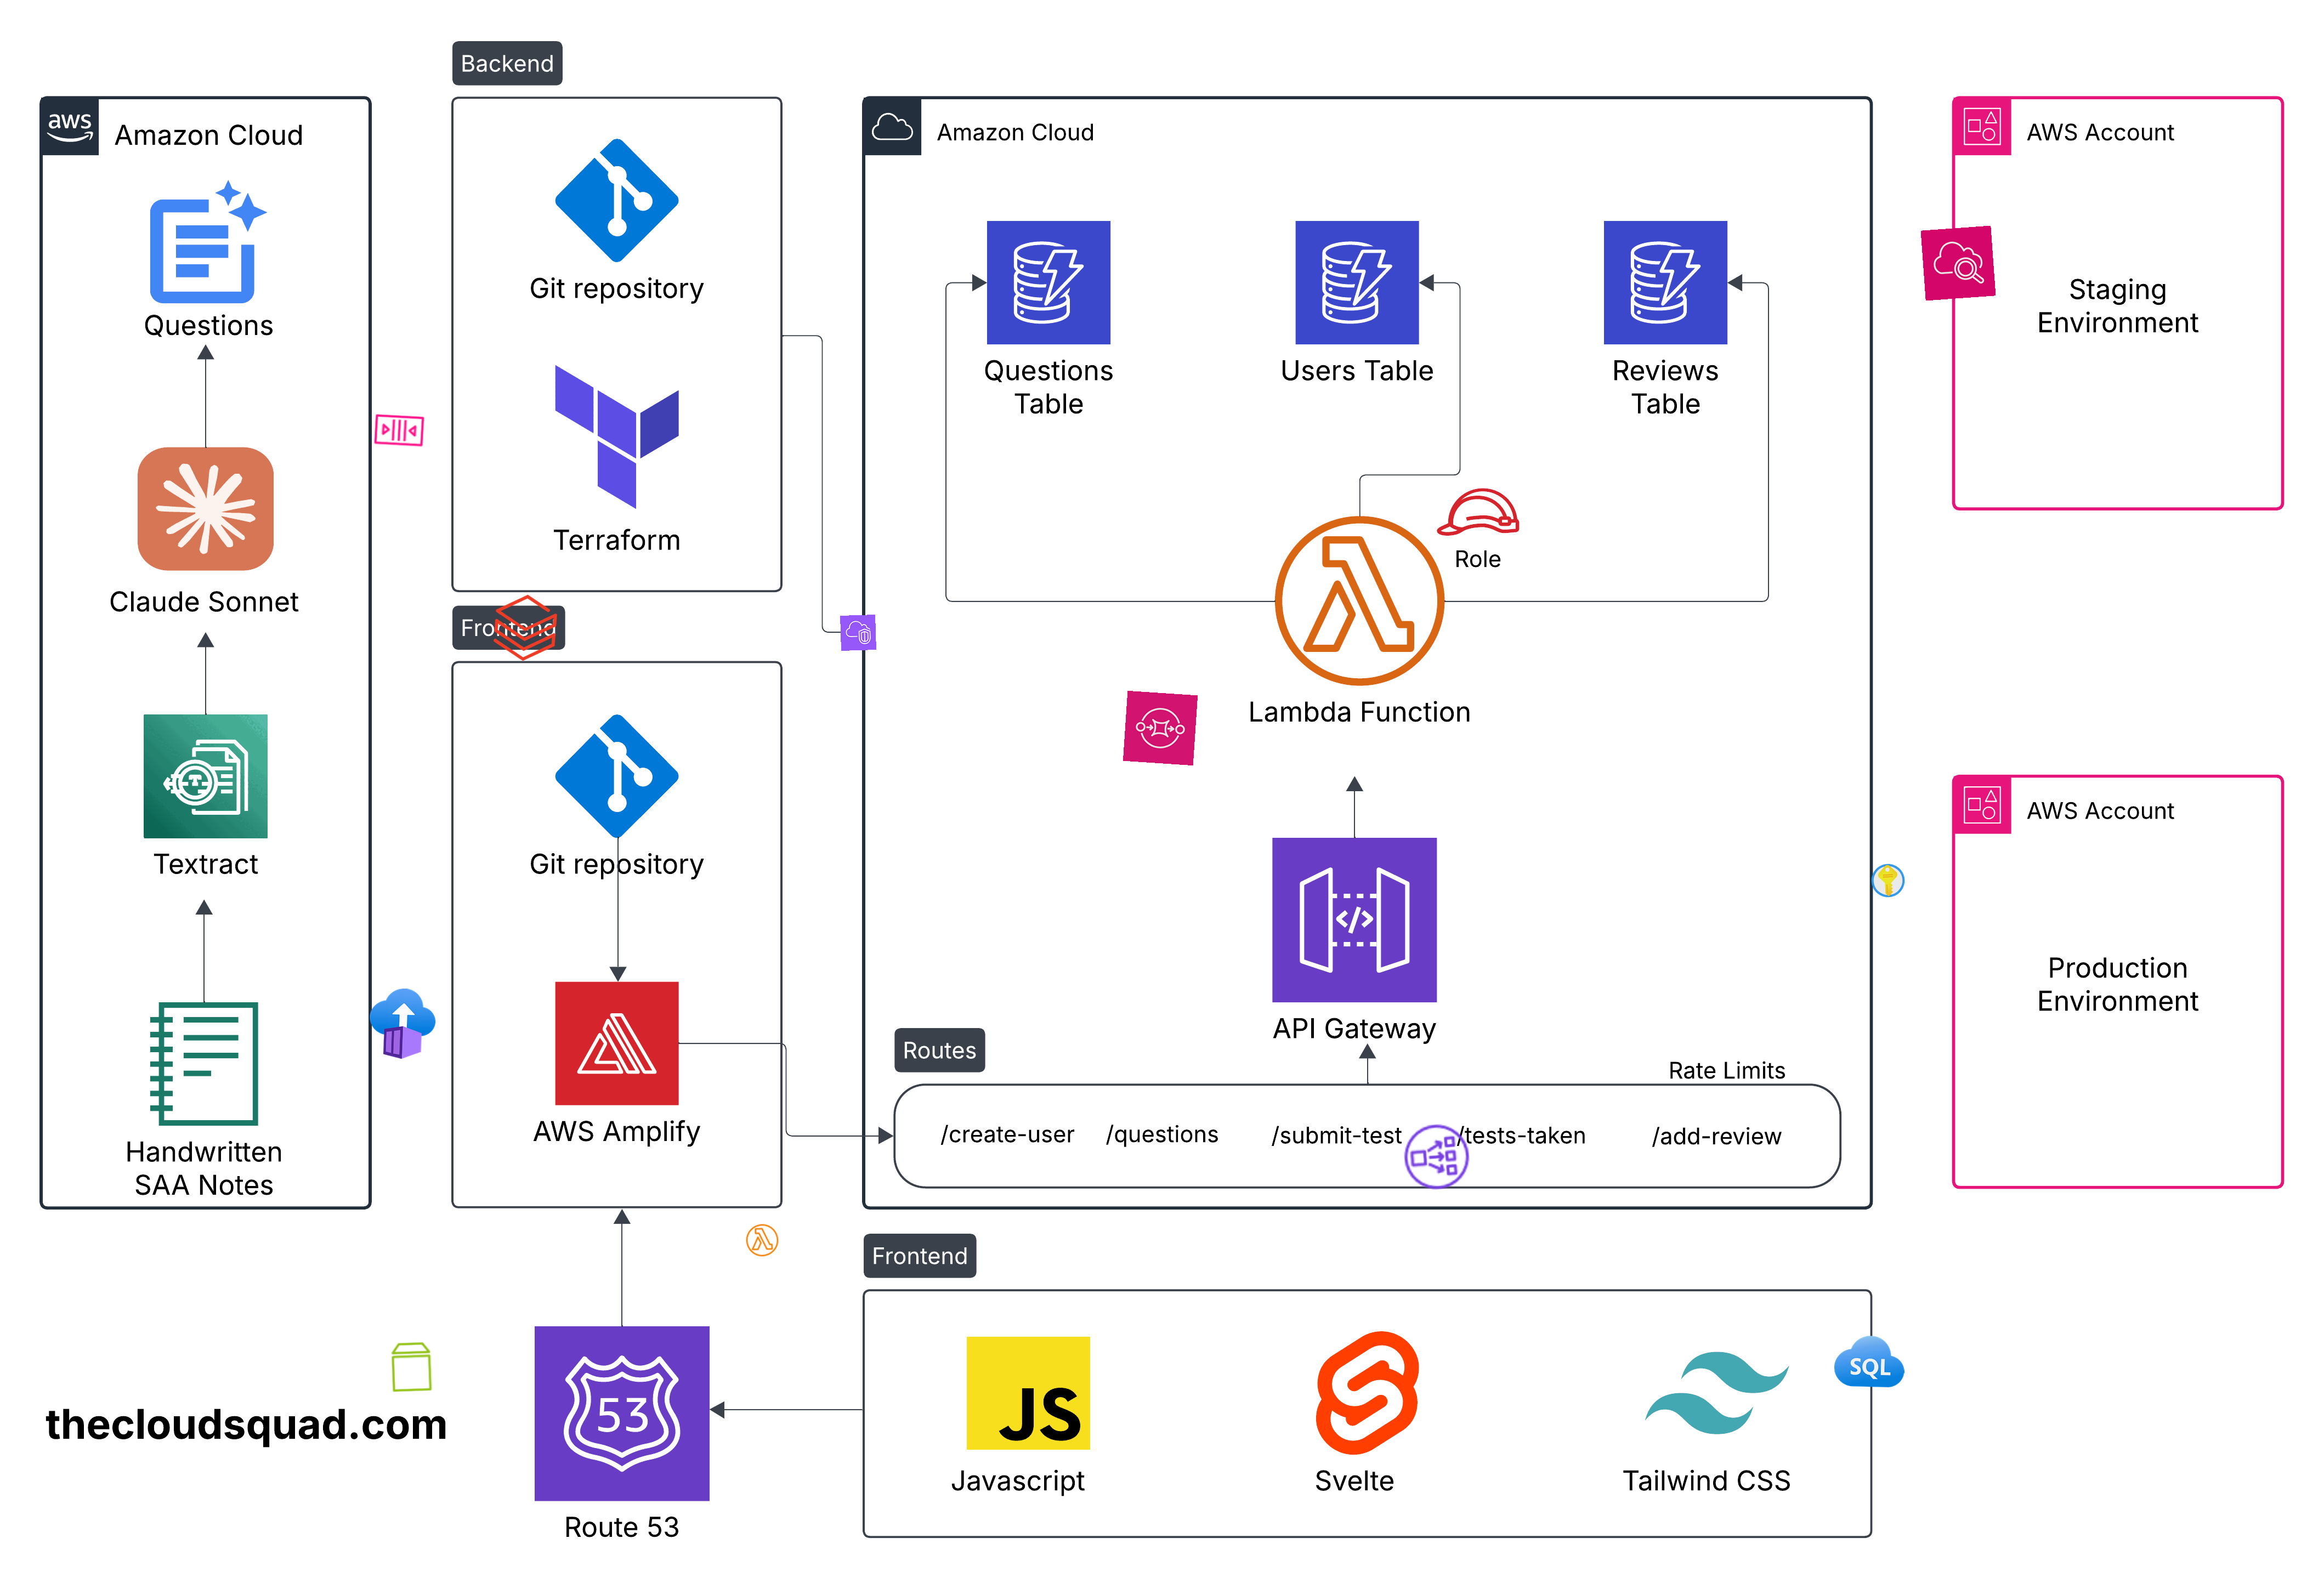 Backend
aws
Amazon Cloud
Questions
Claude Sonnet
Textract
Handwritten
SAA Notes
Git repository
Terraform
Frontend
Git repository
AWS Amplify
Amazon Cloud
Questions
Table
Users Table
Reviews
Table
Role
Lambda Function
API Gateway
Routes
Rate Limits
/create-user
/questions
/submit-test
/tests-taken
/add-review
AWS Account
Staging
Environment
AWS Account
Production
Environment
thecloudsquad.com
53
Route 53
Frontend
JS
Javascript
Svelte
Tailwind CSS
SQL